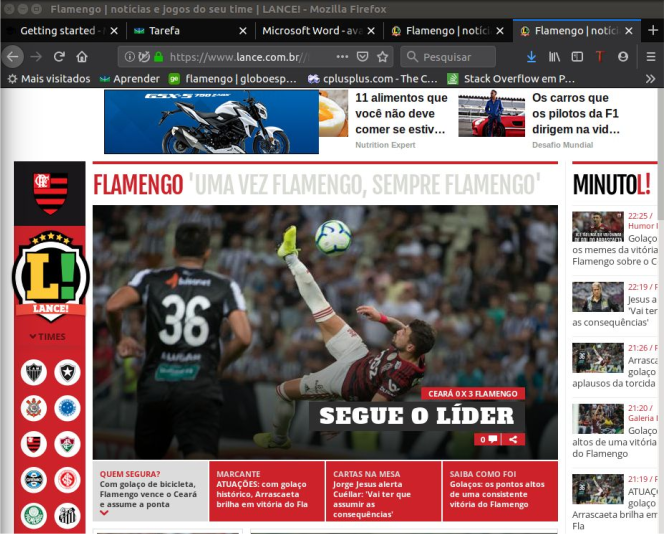 Flamengo | notícias e jogos do seu time | LANCE! - Mozilla Firefox
Getting started -
Tarefa
Microsoft Word - ava
Flamengo | notíci
Flamengo | notíci
https://www.lance.com.br//
Pesquisar
Mais visitados
Aprender
flamengo | globoesp…
cplusplus.com - The C…
Stack Overflow em P…
GSX-S 750 ZABK
11 alimentos que
você não deve
comer se estiv…
Nutrition Expert
Os carros que
os pilotos da F1
dirigem na vid…
Desafio Mundial
FLAMENGO 'UMA VEZ FLAMENGO, SEMPRE FLAMENGO'
MINUTOL!
L!
LANCE!
TIMES
36
CEARÁ 0 X 3 FLAMENGO
SEGUE O LÍDER
0
QUEM SEGURA?
Com golaço de bicicleta,
Flamengo vence o Ceará
e assume a ponta
MARCANTE
ATUAÇÕES: com golaço
histórico, Arrascaeta
brilha em vitória do Fla
CARTAS NA MESA
Jorge Jesus alerta
Cuéllar: 'Vai ter que
assumir as
consequências'
SAIBA COMO FOI
Golaços: os pontos altos
de uma consistente
vitória do Flamengo
22:25 /
Humor
Golaço
os memes da vitória
Flamengo sobre o C
22:19 / F
Jesus a
'Vai ter
as consequências'
21:26 / F
Arrasca
golaço
aplausos da torcida
21:20 /
Galeria
Golaço
altos de uma vitória
do Flamengo
21:19 / F
ATUAÇ
golaço
Arrascaeta brilha em
Fla